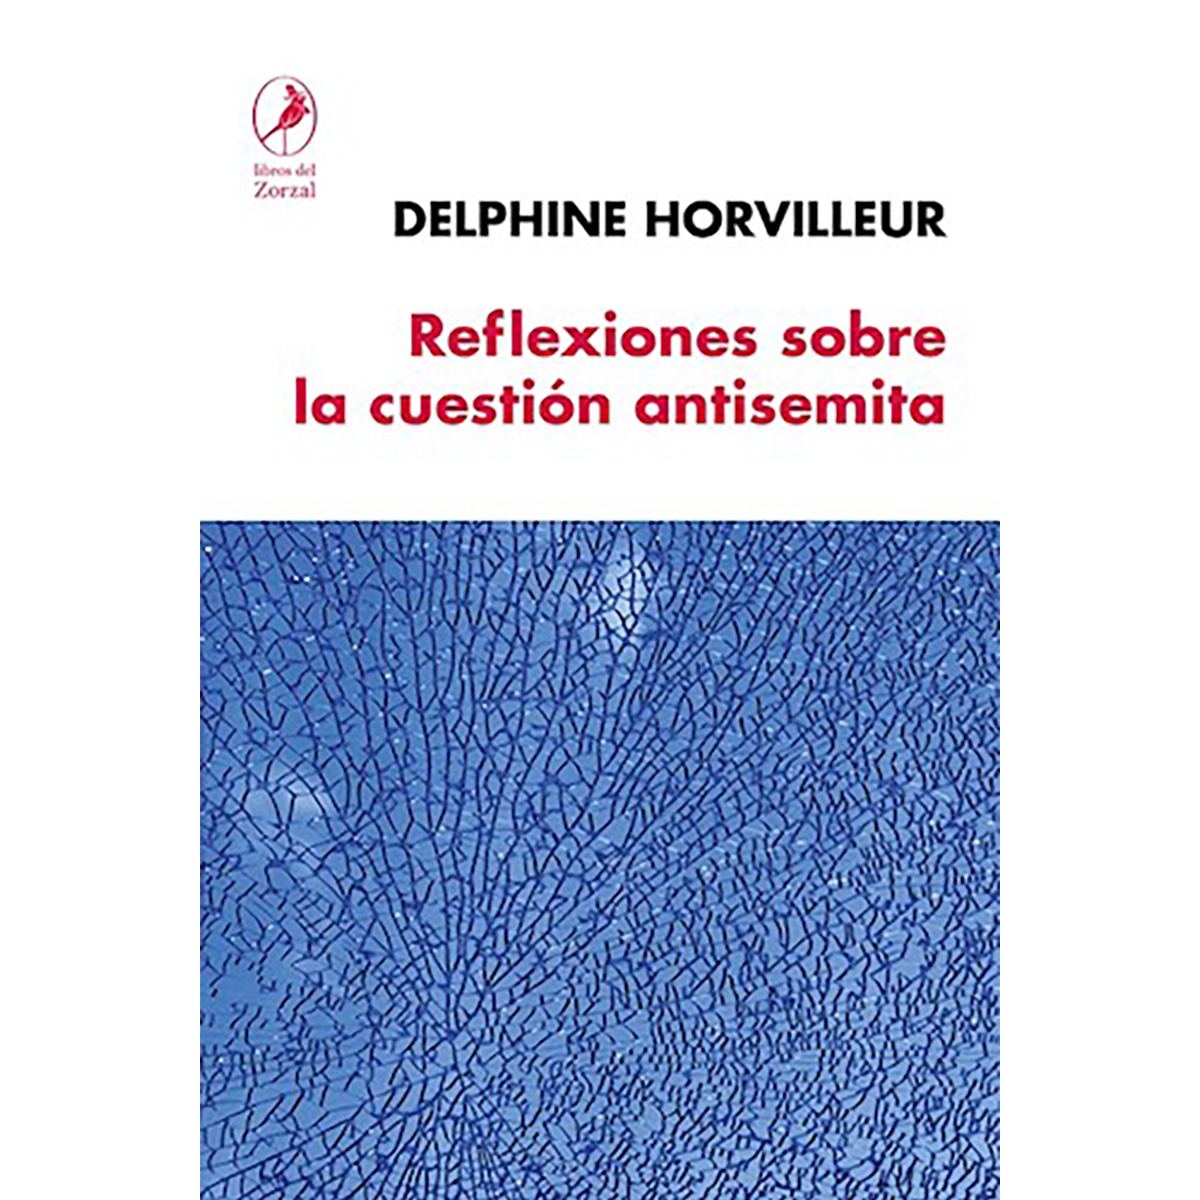 libros del
Zorzal
DELPHINE HORVILLEUR
Reflexiones sobre
la cuestión antisemita